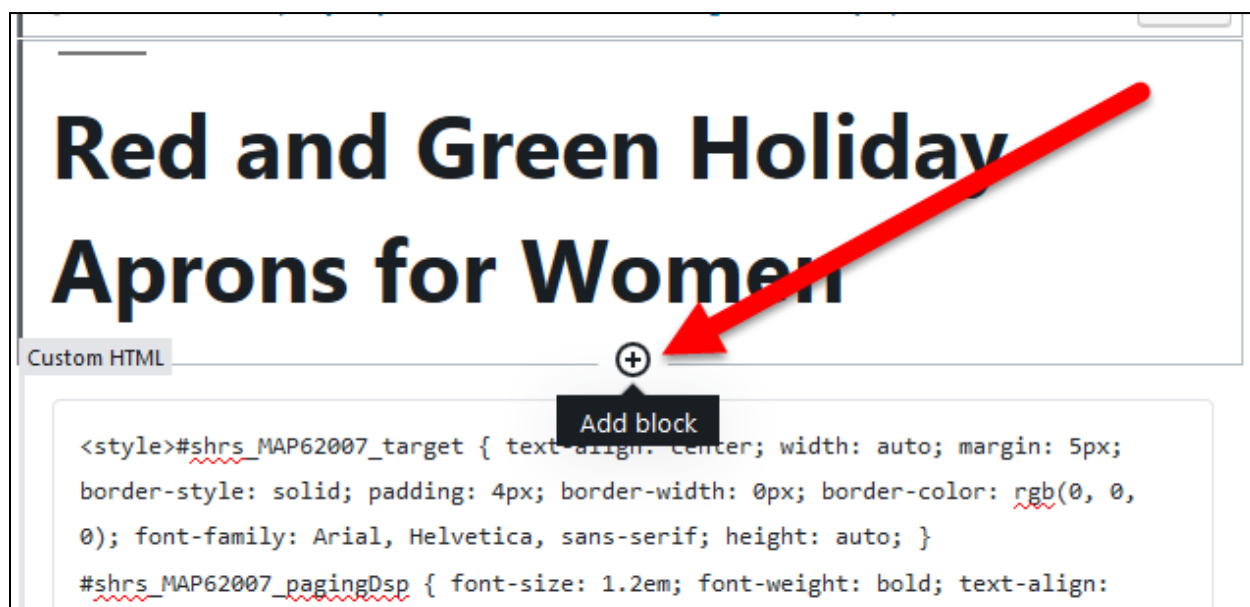 Red and Green Holiday
Aprons for Women
Custom HTML
Add block
<style>#shrs_MAP62007_target { text-align: center; width: auto; margin: 5px;
border-style: solid; padding: 4px; border-width: 0px; border-color: rgb(0, 0,
0); font-family: Arial, Helvetica, sans-serif; height: auto; }
#shrs_MAP62007_pagingDsp { font-size: 1.2em; font-weight: bold; text-align: